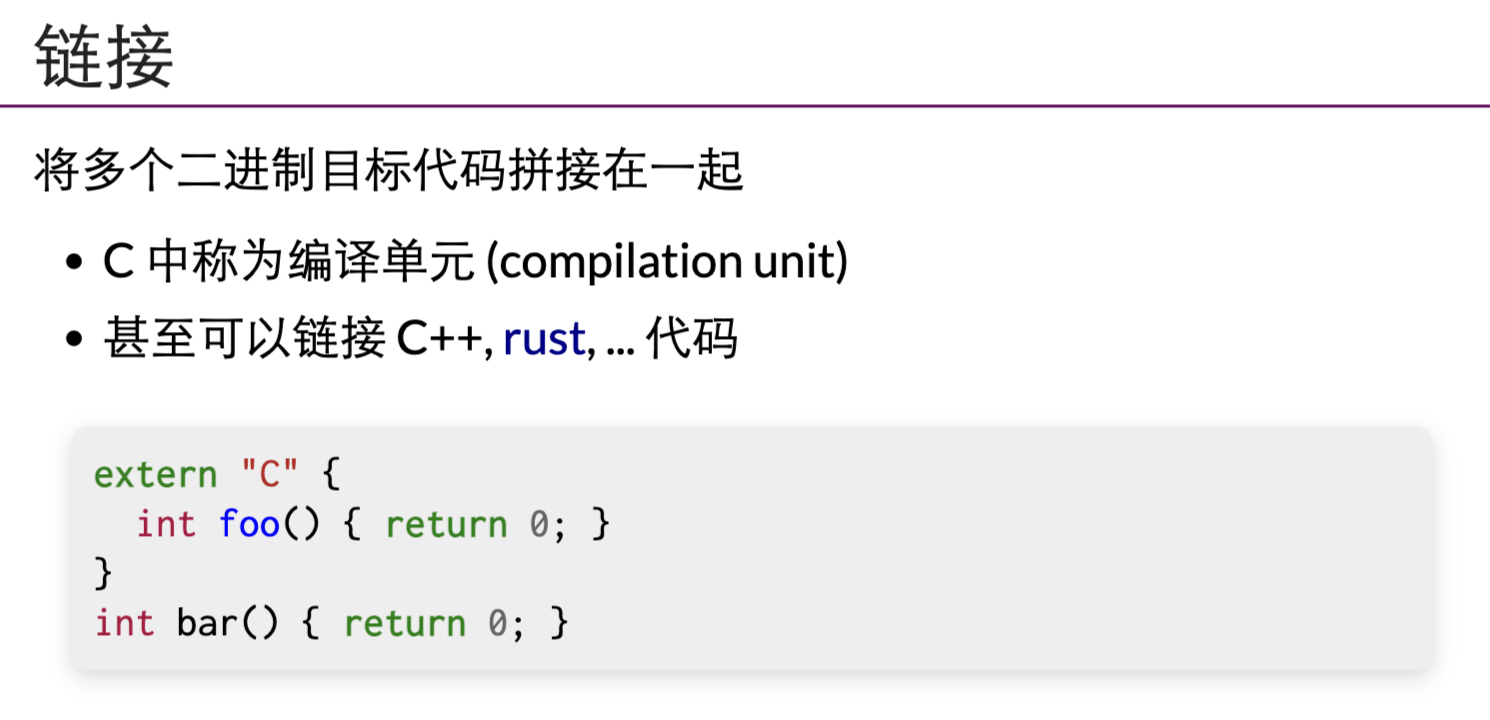 链接
将多个二进制目标代码拼接在一起
• C 中称为编译单元 (compilation unit)
• 甚至可以链接 C++, rust, ... 代码
extern "C" {
  int foo() { return 0; }
}
int bar() { return 0; }